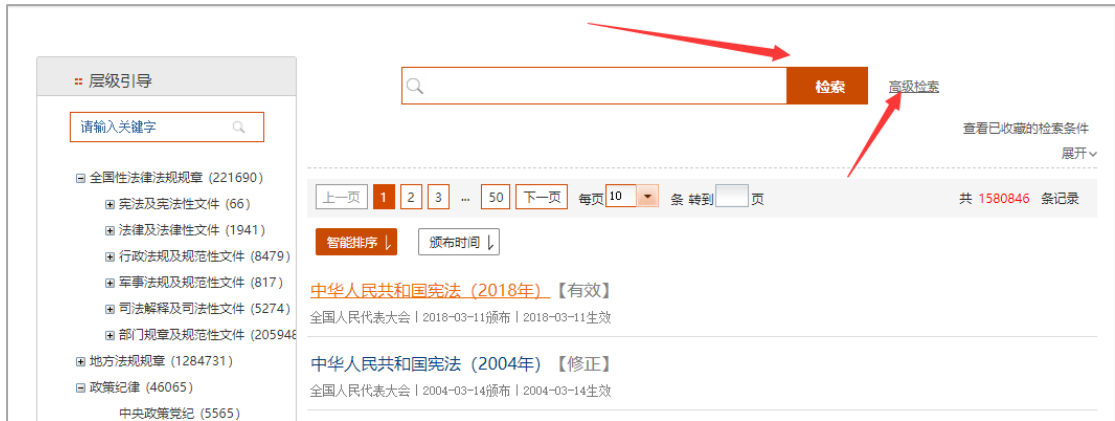 层级引导
请输入关键字
全国性法律法规规章 (221690)
宪法及宪法性文件 (66)
法律及法律性文件 (1941)
行政法规及规范性文件 (8479)
军事法规及规范性文件 (817)
司法解释及司法性文件 (5274)
部门规章及规范性文件 (205948
地方法规规章 (1284731)
政策纪律 (46065)
中央政策党纪 (5565)
检索 高级检索
查看已收藏的检索条件
展开
上一页 1 2 3 … 50 下一页 每页 10 条 转到 页 共 1580846 条记录
智能排序 颁布时间
中华人民共和国宪法（2018年）【有效】
全国人民代表大会 | 2018-03-11颁布 | 2018-03-11生效
中华人民共和国宪法（2004年）【修正】
全国人民代表大会 | 2004-03-14颁布 | 2004-03-14生效